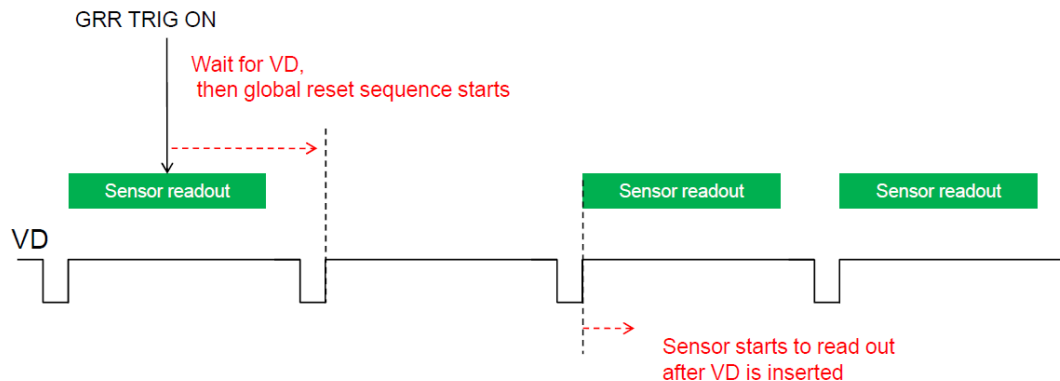 GRR TRIG ON
Wait for VD,
then global reset sequence starts
Sensor readout
Sensor readout
Sensor readout
VD
Sensor starts to read out
after VD is inserted